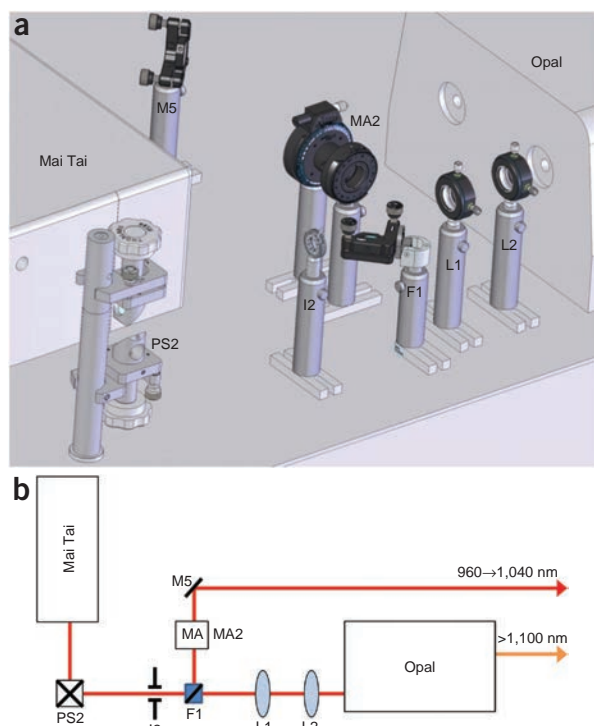 a
Opal
M5
MA2
Mai Tai
L2
L1
F1
I2
PS2
b
Mai Tai
M5
960→1,040 nm
MA MA2
>1,100 nm
Opal
PS2
F1